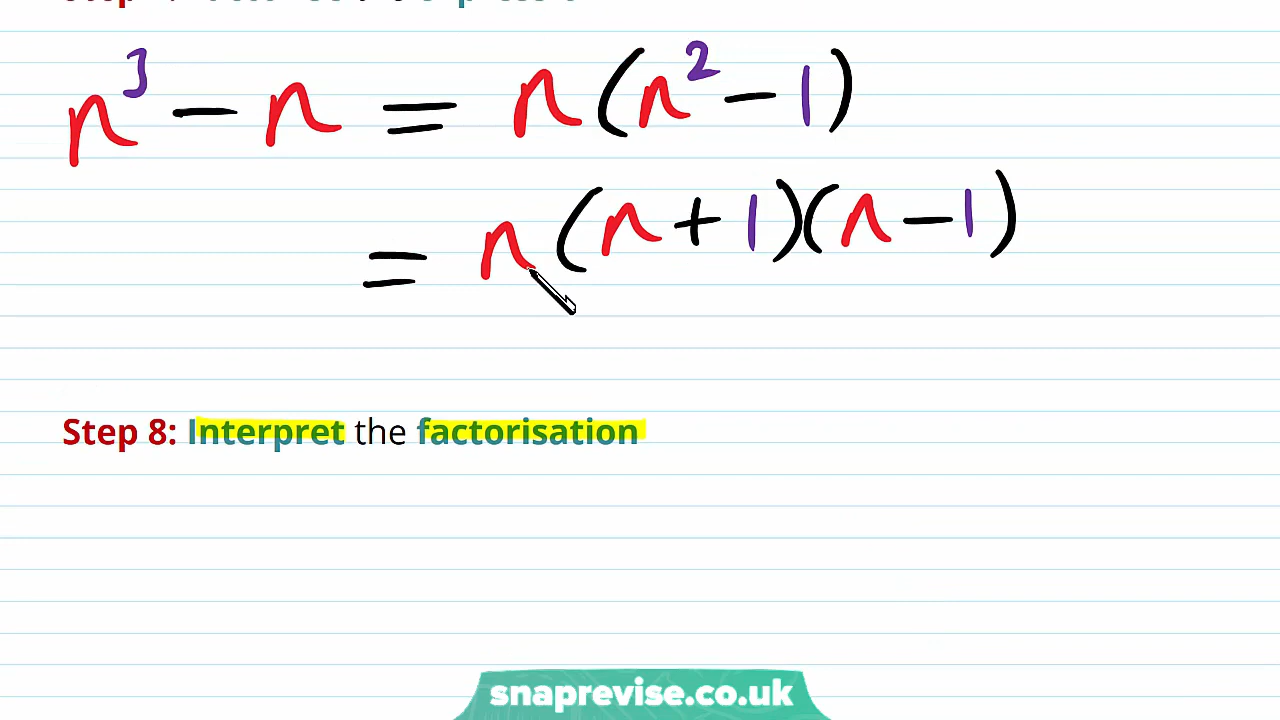 n³ − n = n(n² − 1)
= n(n + 1)(n − 1)
Step 8: Interpret the factorisation
snaprevise.co.uk